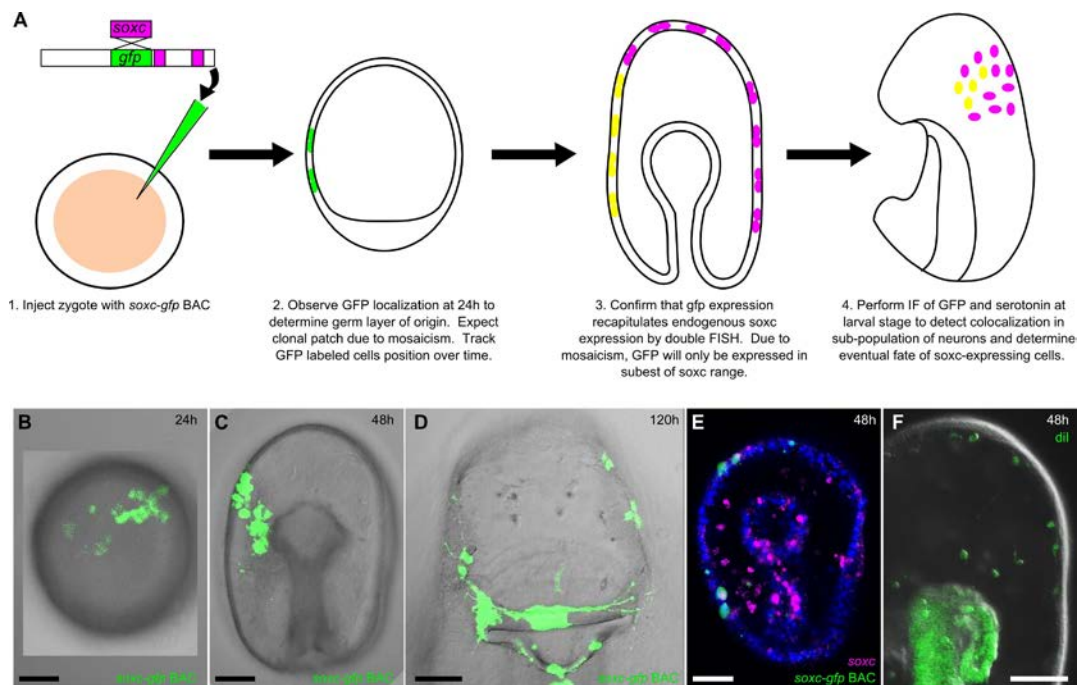 A
soxc
gfp
1. Inject zygote with soxc-gfp BAC
2. Observe GFP localization at 24h to
determine germ layer of origin. Expect
clonal patch due to mosaicism. Track
GFP labeled cells position over time.
3. Confirm that gfp expression
recapitulates endogenous soxc
expression by double FISH. Due to
mosaicism, GFP will only be expressed in
subest of soxc range.
4. Perform IF of GFP and serotonin at
larval stage to detect colocalization in
sub-population of neurons and determine
eventual fate of soxc-expressing cells.
B 24h
soxc-gfp BAC
C 48h
soxc-gfp BAC
D 120h
soxc-gfp BAC
E 48h
soxc
soxc-gfp BAC
F 48h
diI